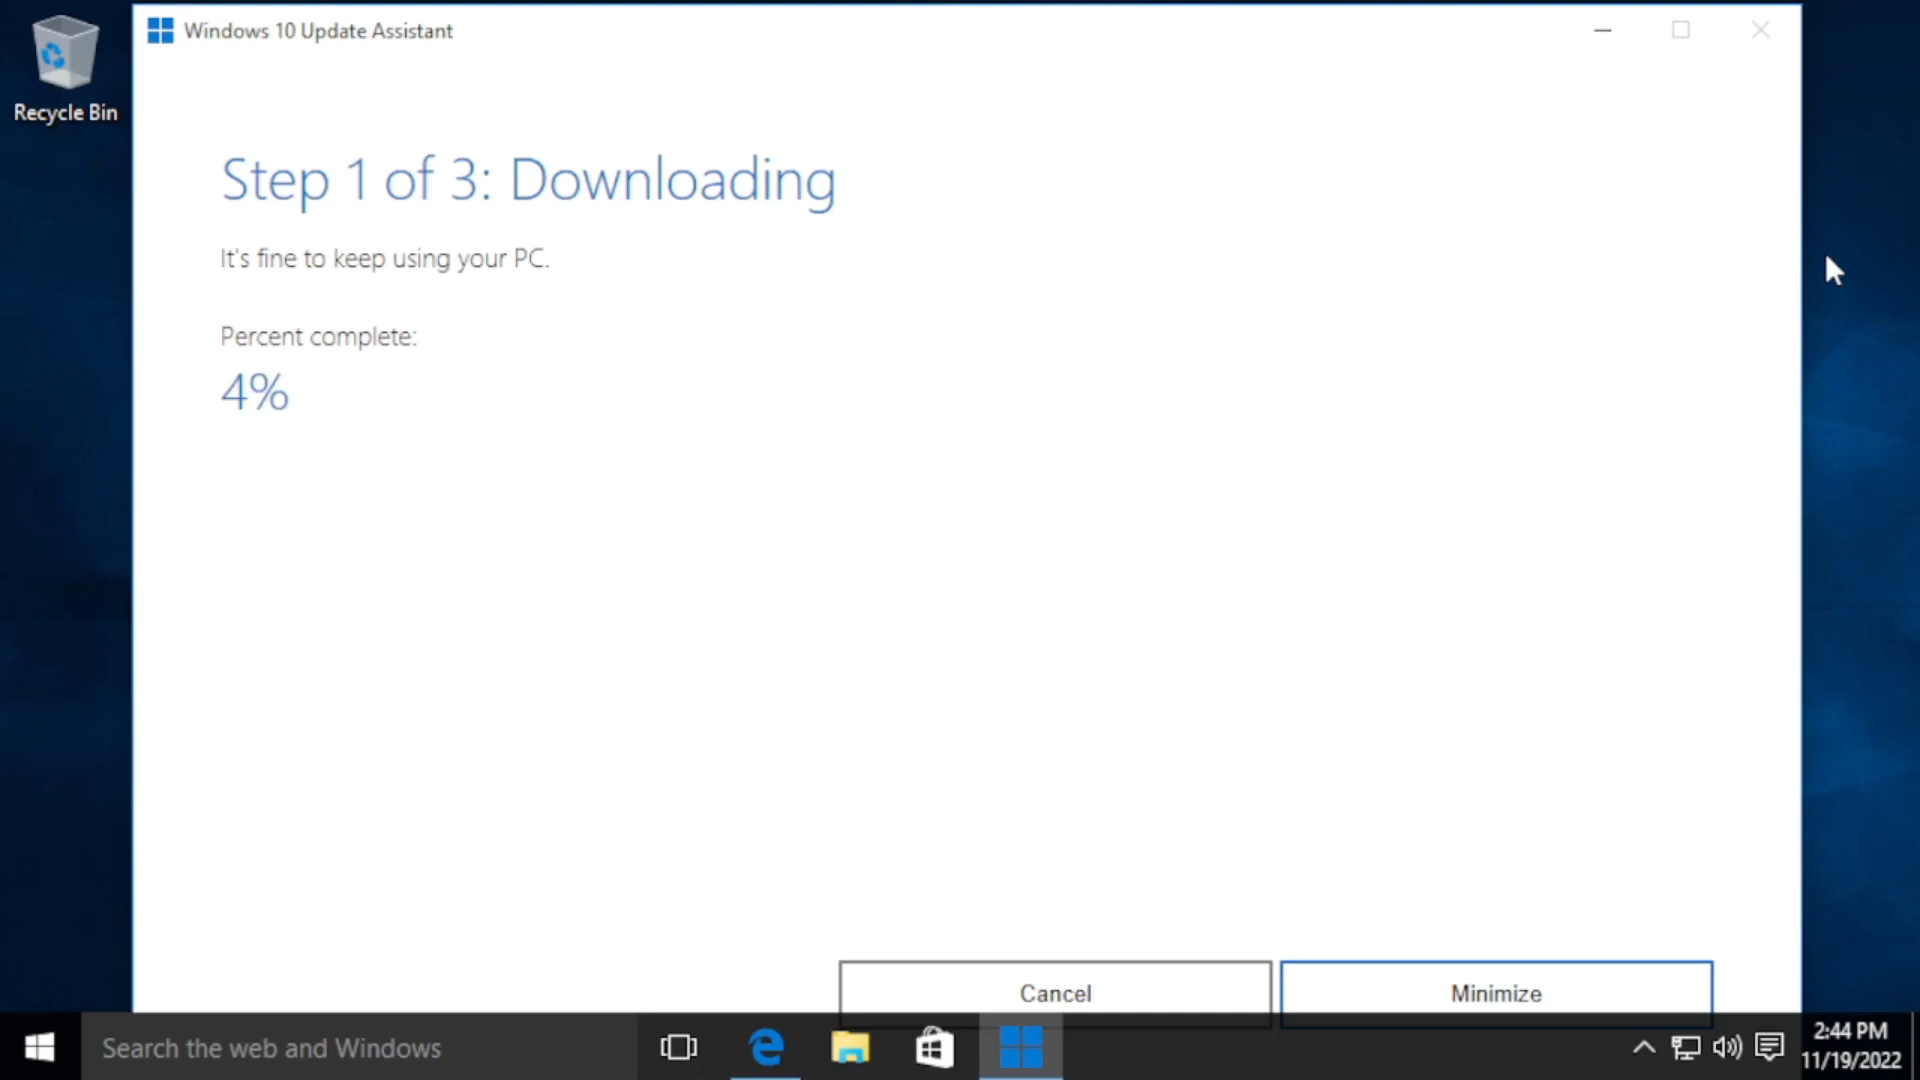 Windows 10 Update Assistant
Recycle Bin
Step 1 of 3: Downloading
It's fine to keep using your PC.
Percent complete:
4%
Cancel
Minimize
Search the web and Windows
2:44 PM
11/19/2022